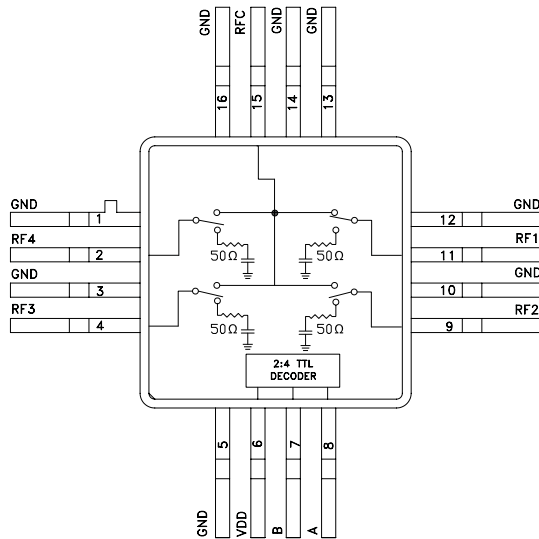 GND
RFC
GND
GND
16
15
14
13
GND
1
GND
12
RF4
2
RF1
11
50Ω
50Ω
GND
3
GND
10
RF3
4
RF2
9
50Ω
50Ω
2:4 TTL
DECODER
5
6
7
8
GND
VDD
B
A